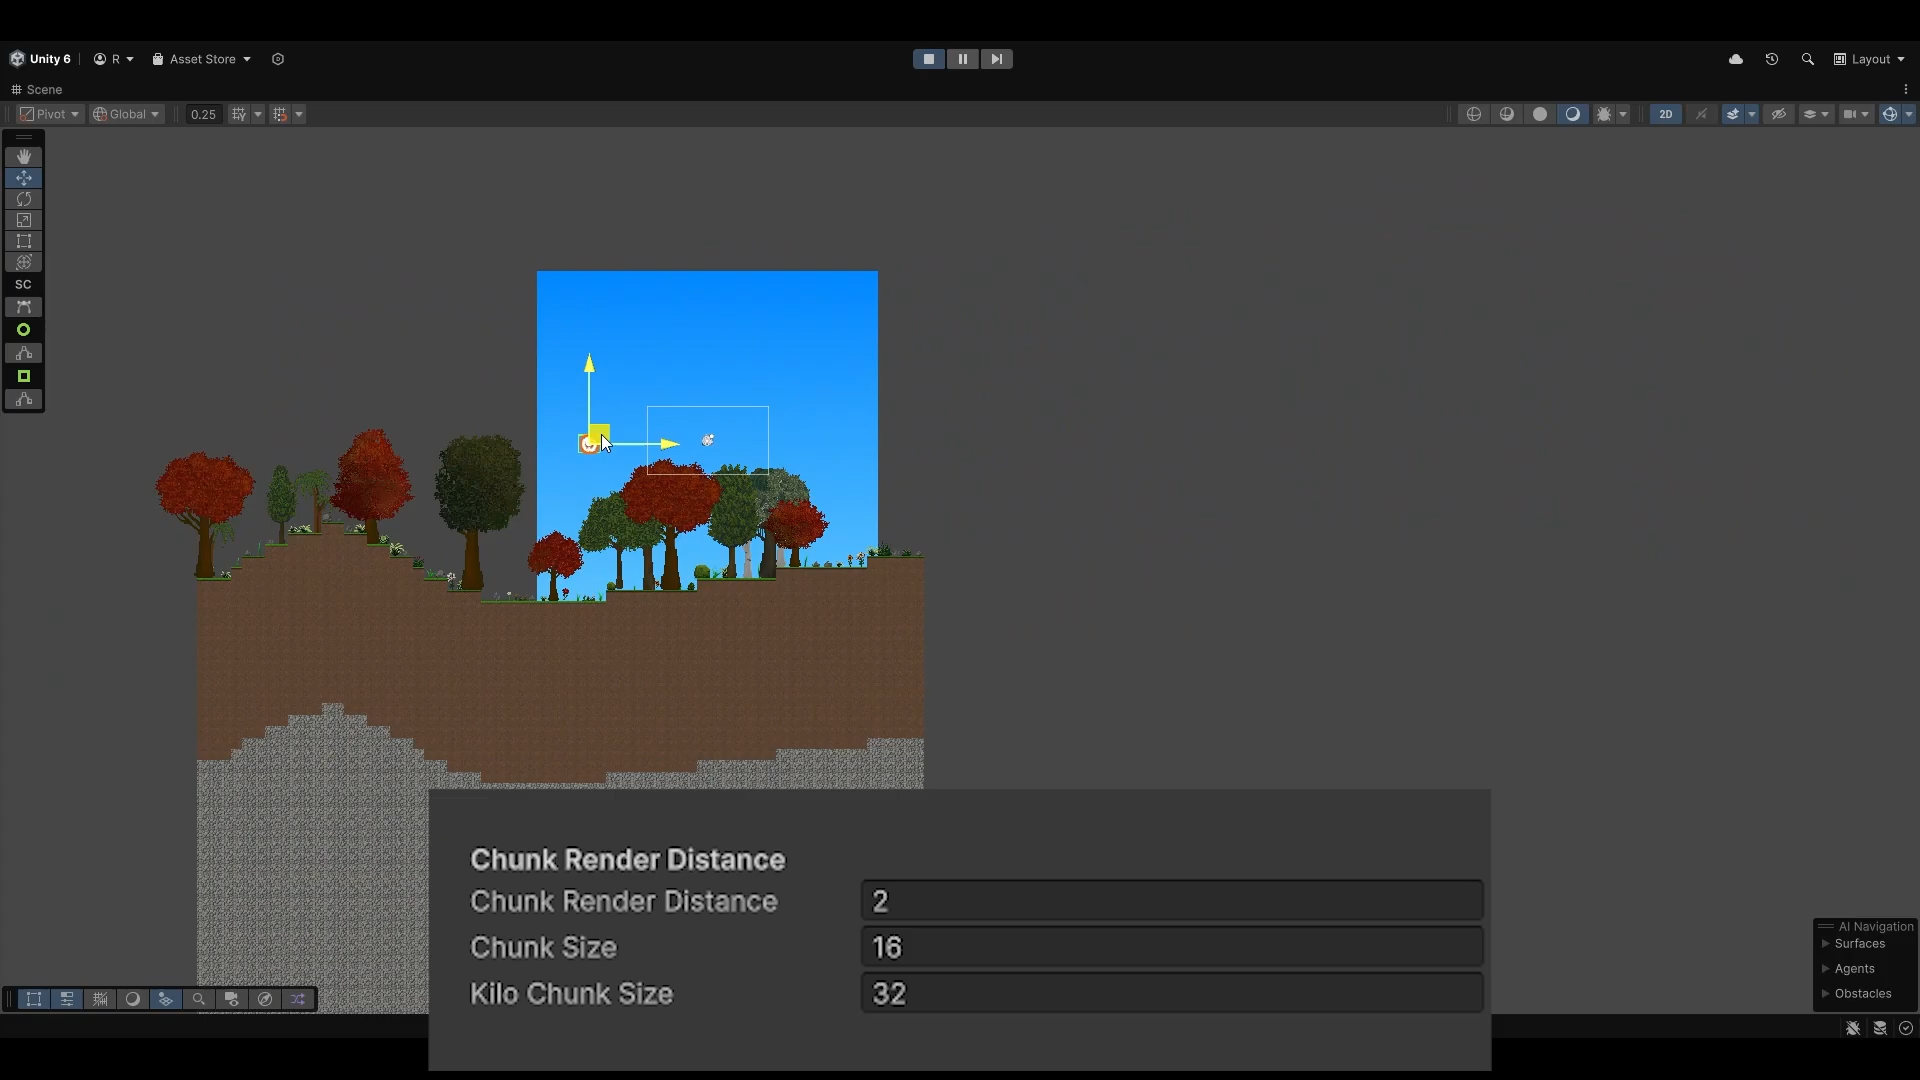 Unity 6 R Asset Store Layout
Scene
Pivot Global 0.25 2D
SC
AI Navigation
Surfaces
Agents
Obstacles
Chunk Render Distance
Chunk Render Distance 2
Chunk Size 16
Kilo Chunk Size 32